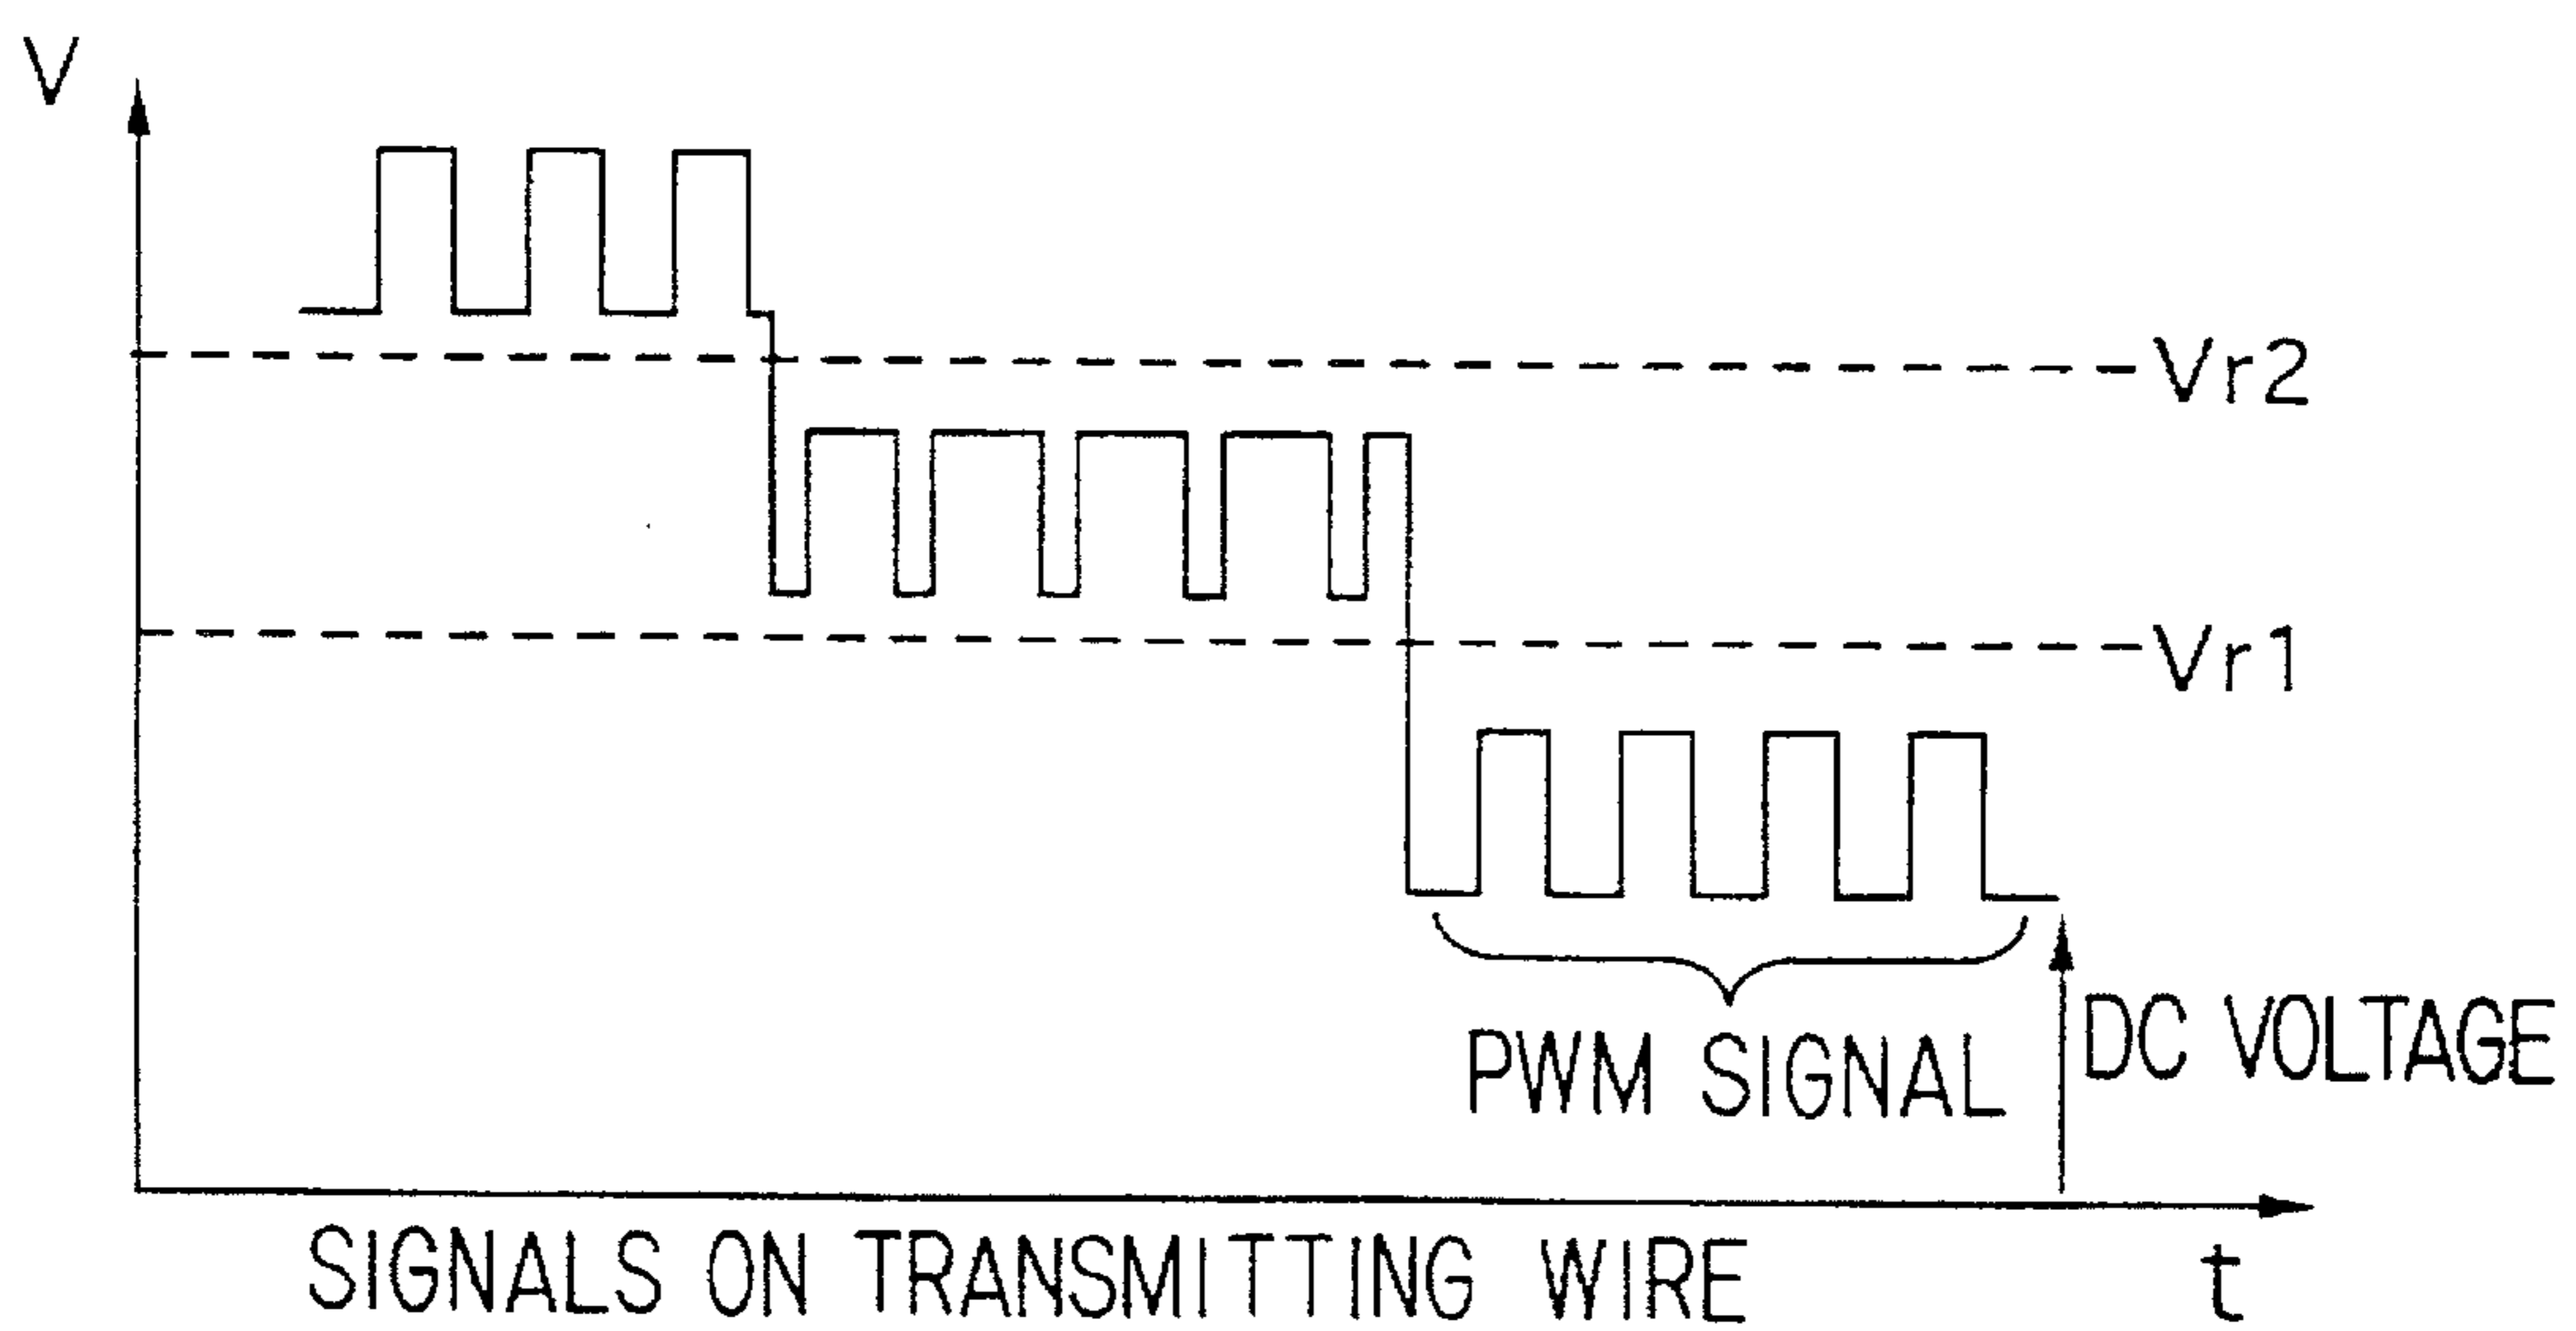 V
Vr2
Vr1
PWM SIGNAL
DC VOLTAGE
SIGNALS ON TRANSMITTING WIRE
t